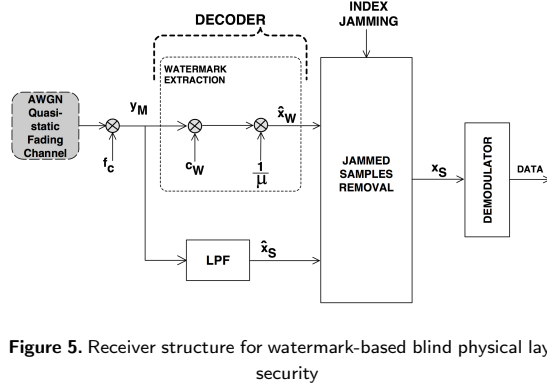 DECODER
INDEX
JAMMING
WATERMARK
EXTRACTION
AWGN
Quasi-
static
Fading
Channel
y_M
x̂_W
f_c
c_W
1
μ
JAMMED
SAMPLES
REMOVAL
x_S
DEMODULATOR
DATA
LPF
x̂_S
Figure 5. Receiver structure for watermark-based blind physical lay
security